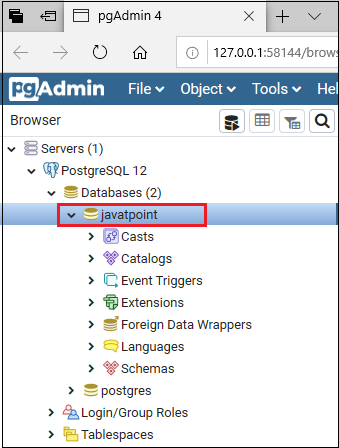 pgAdmin 4
127.0.0.1:58144/brows
pgAdmin File Object Tools Hel
Browser
Servers (1)
PostgreSQL 12
Databases (2)
javatpoint
Casts
Catalogs
Event Triggers
Extensions
Foreign Data Wrappers
Languages
Schemas
postgres
Login/Group Roles
Tablespaces